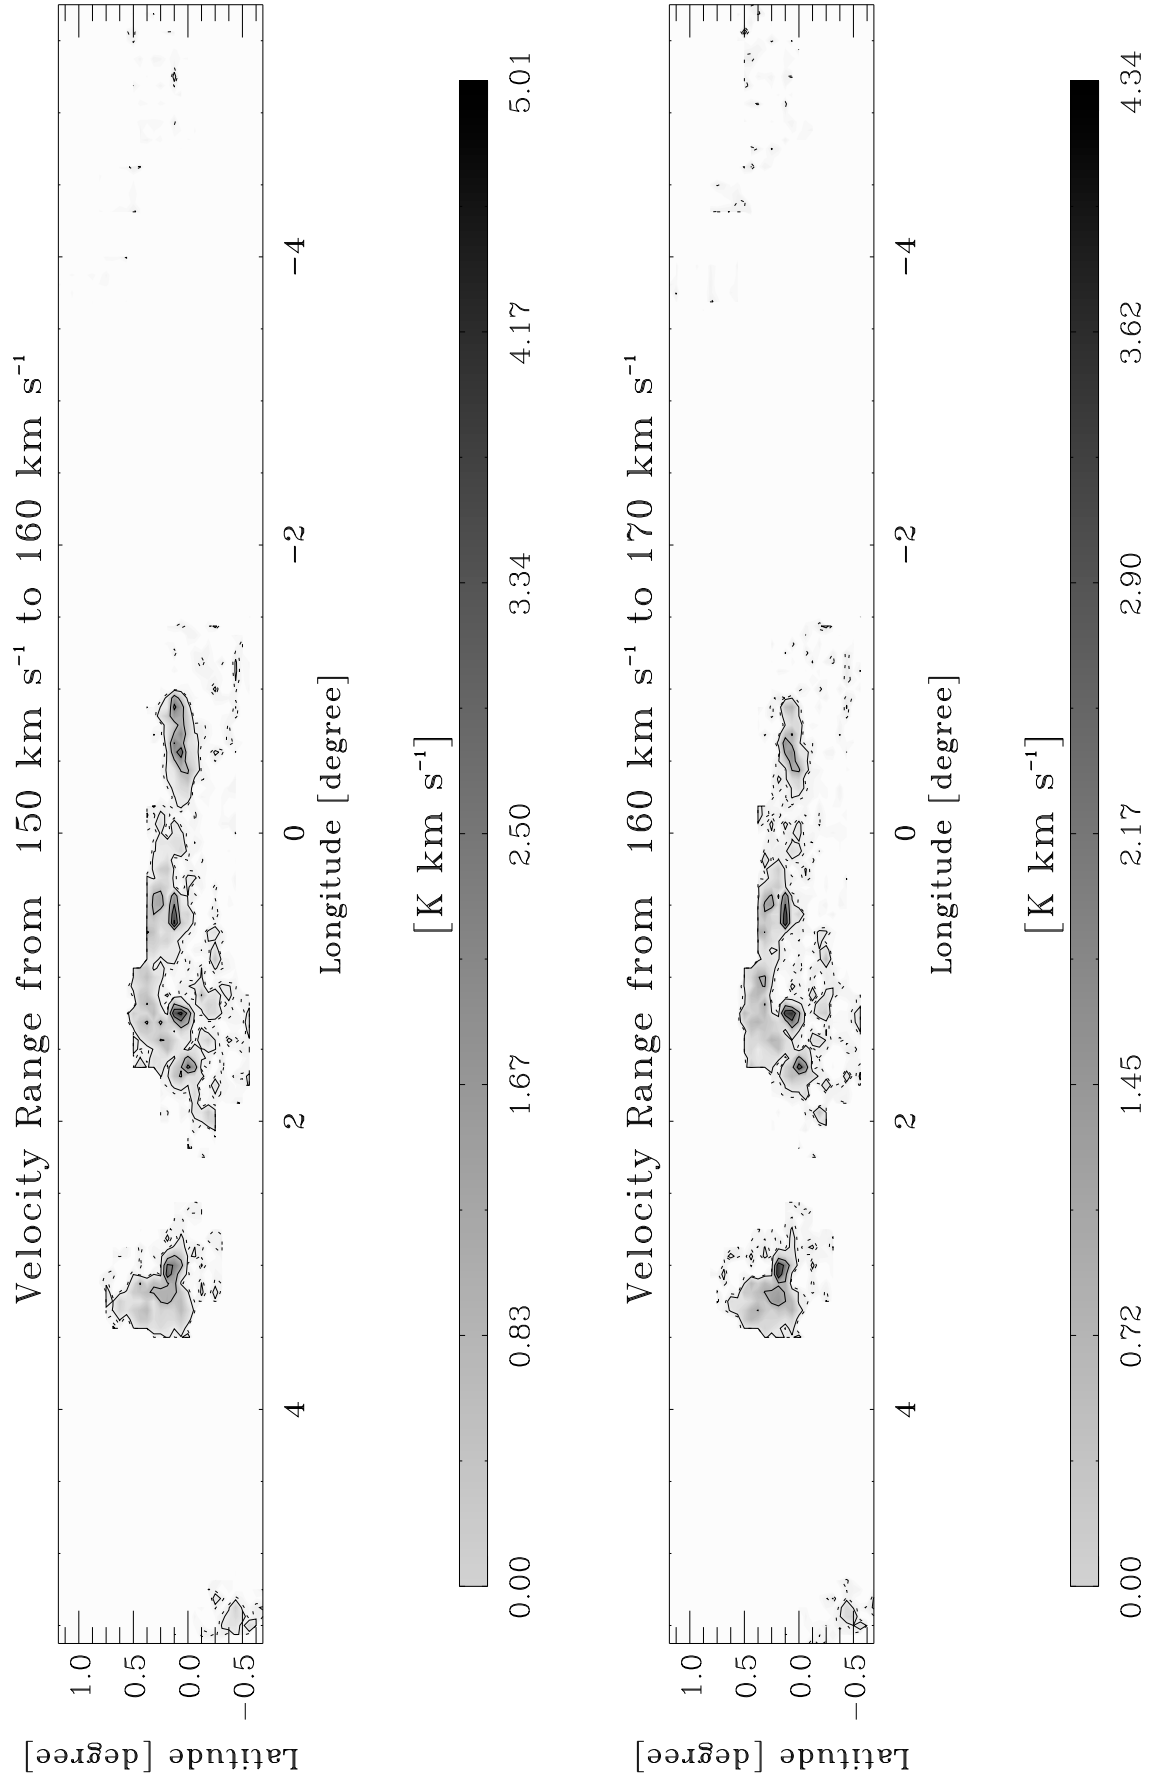 Velocity Range from 150 km s⁻¹ to 160 km s⁻¹
Latitude [degree]
1.0
0.5
0.0
−0.5
4 2 0 −2 −4
Longitude [degree]
[K km s⁻¹]
0.00 0.83 1.67 2.50 3.34 4.17 5.01
Velocity Range from 160 km s⁻¹ to 170 km s⁻¹
Latitude [degree]
1.0
0.5
0.0
−0.5
4 2 0 −2 −4
Longitude [degree]
[K km s⁻¹]
0.00 0.72 1.45 2.17 2.90 3.62 4.34